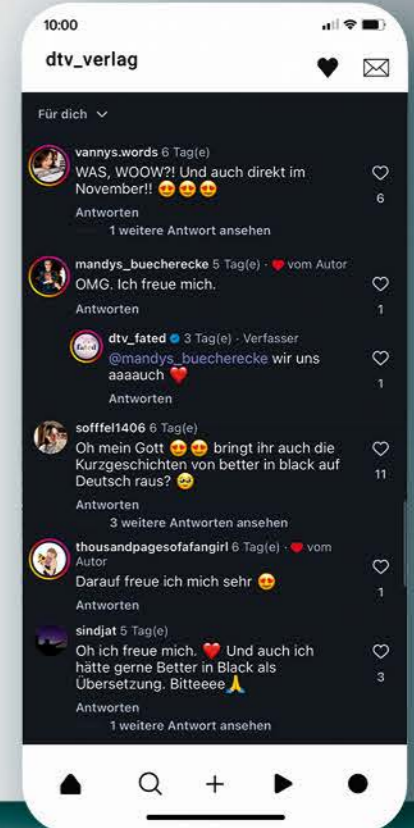 10:00
dtv_verlag
Für dich
vannys.words 6 Tag(e)
WAS, WOOW?! Und auch direkt im
November!! 😍😍😍
6
Antworten
1 weitere Antwort ansehen
mandys_buecherecke 5 Tag(e) · ❤️ vom Autor
OMG. Ich freue mich.
1
Antworten
dtv_fated 3 Tag(e) · Verfasser
@mandys_buecherecke wir uns
aaaauch ❤️
1
Antworten
sofffel1406 6 Tag(e)
Oh mein Gott 😍😍 bringt ihr auch die
Kurzgeschichten von better in black auf
Deutsch raus? 🥹
11
Antworten
3 weitere Antworten ansehen
thousandpagesofafangirl 6 Tag(e) · ❤️ vom
Autor
Darauf freue ich mich sehr 😍
1
Antworten
sindjat 5 Tag(e)
Oh ich freue mich. ❤️ Und auch ich
hätte gerne Better in Black als
Übersetzung. Bitteeee🙏
3
Antworten
1 weitere Antwort ansehen